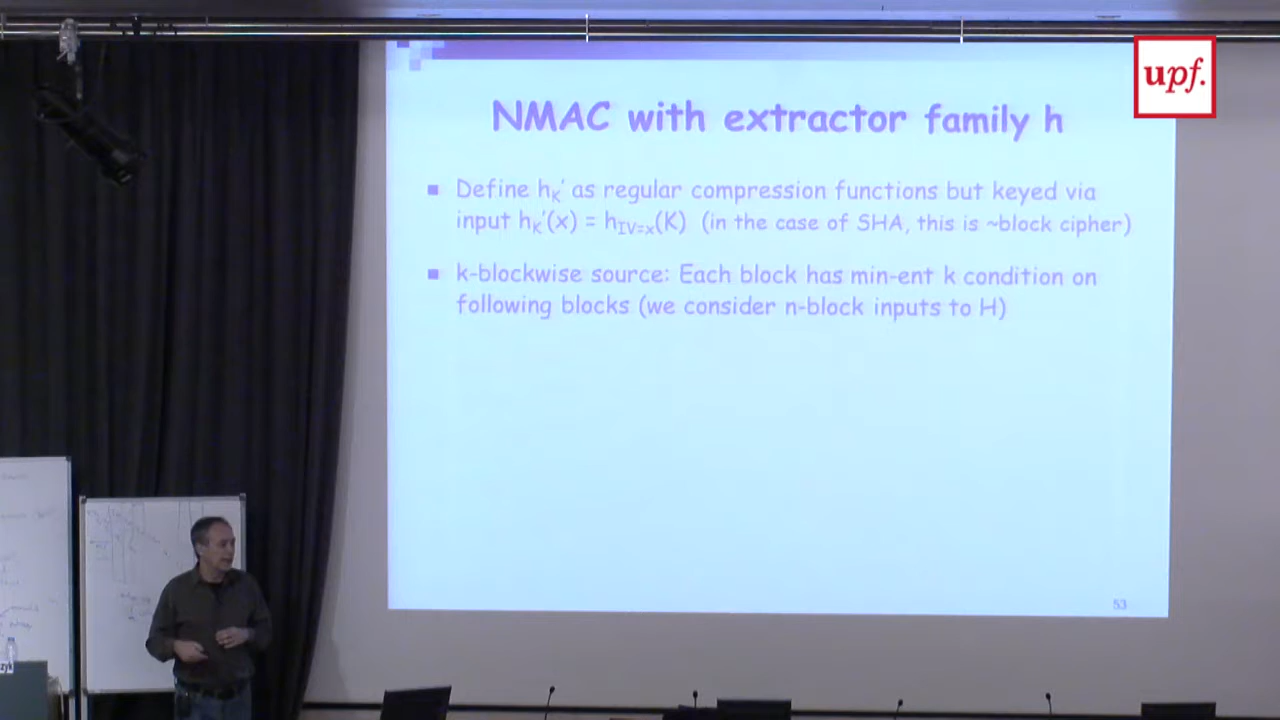 upf.
NMAC with extractor family h
Define hK'  as regular compression functions but keyed via
input hK'(x) = hIV=x(K) (in the case of SHA, this is ~block cipher)
k-blockwise source: Each block has min-ent k condition on
following blocks (we consider n-block inputs to H)
53
zyk